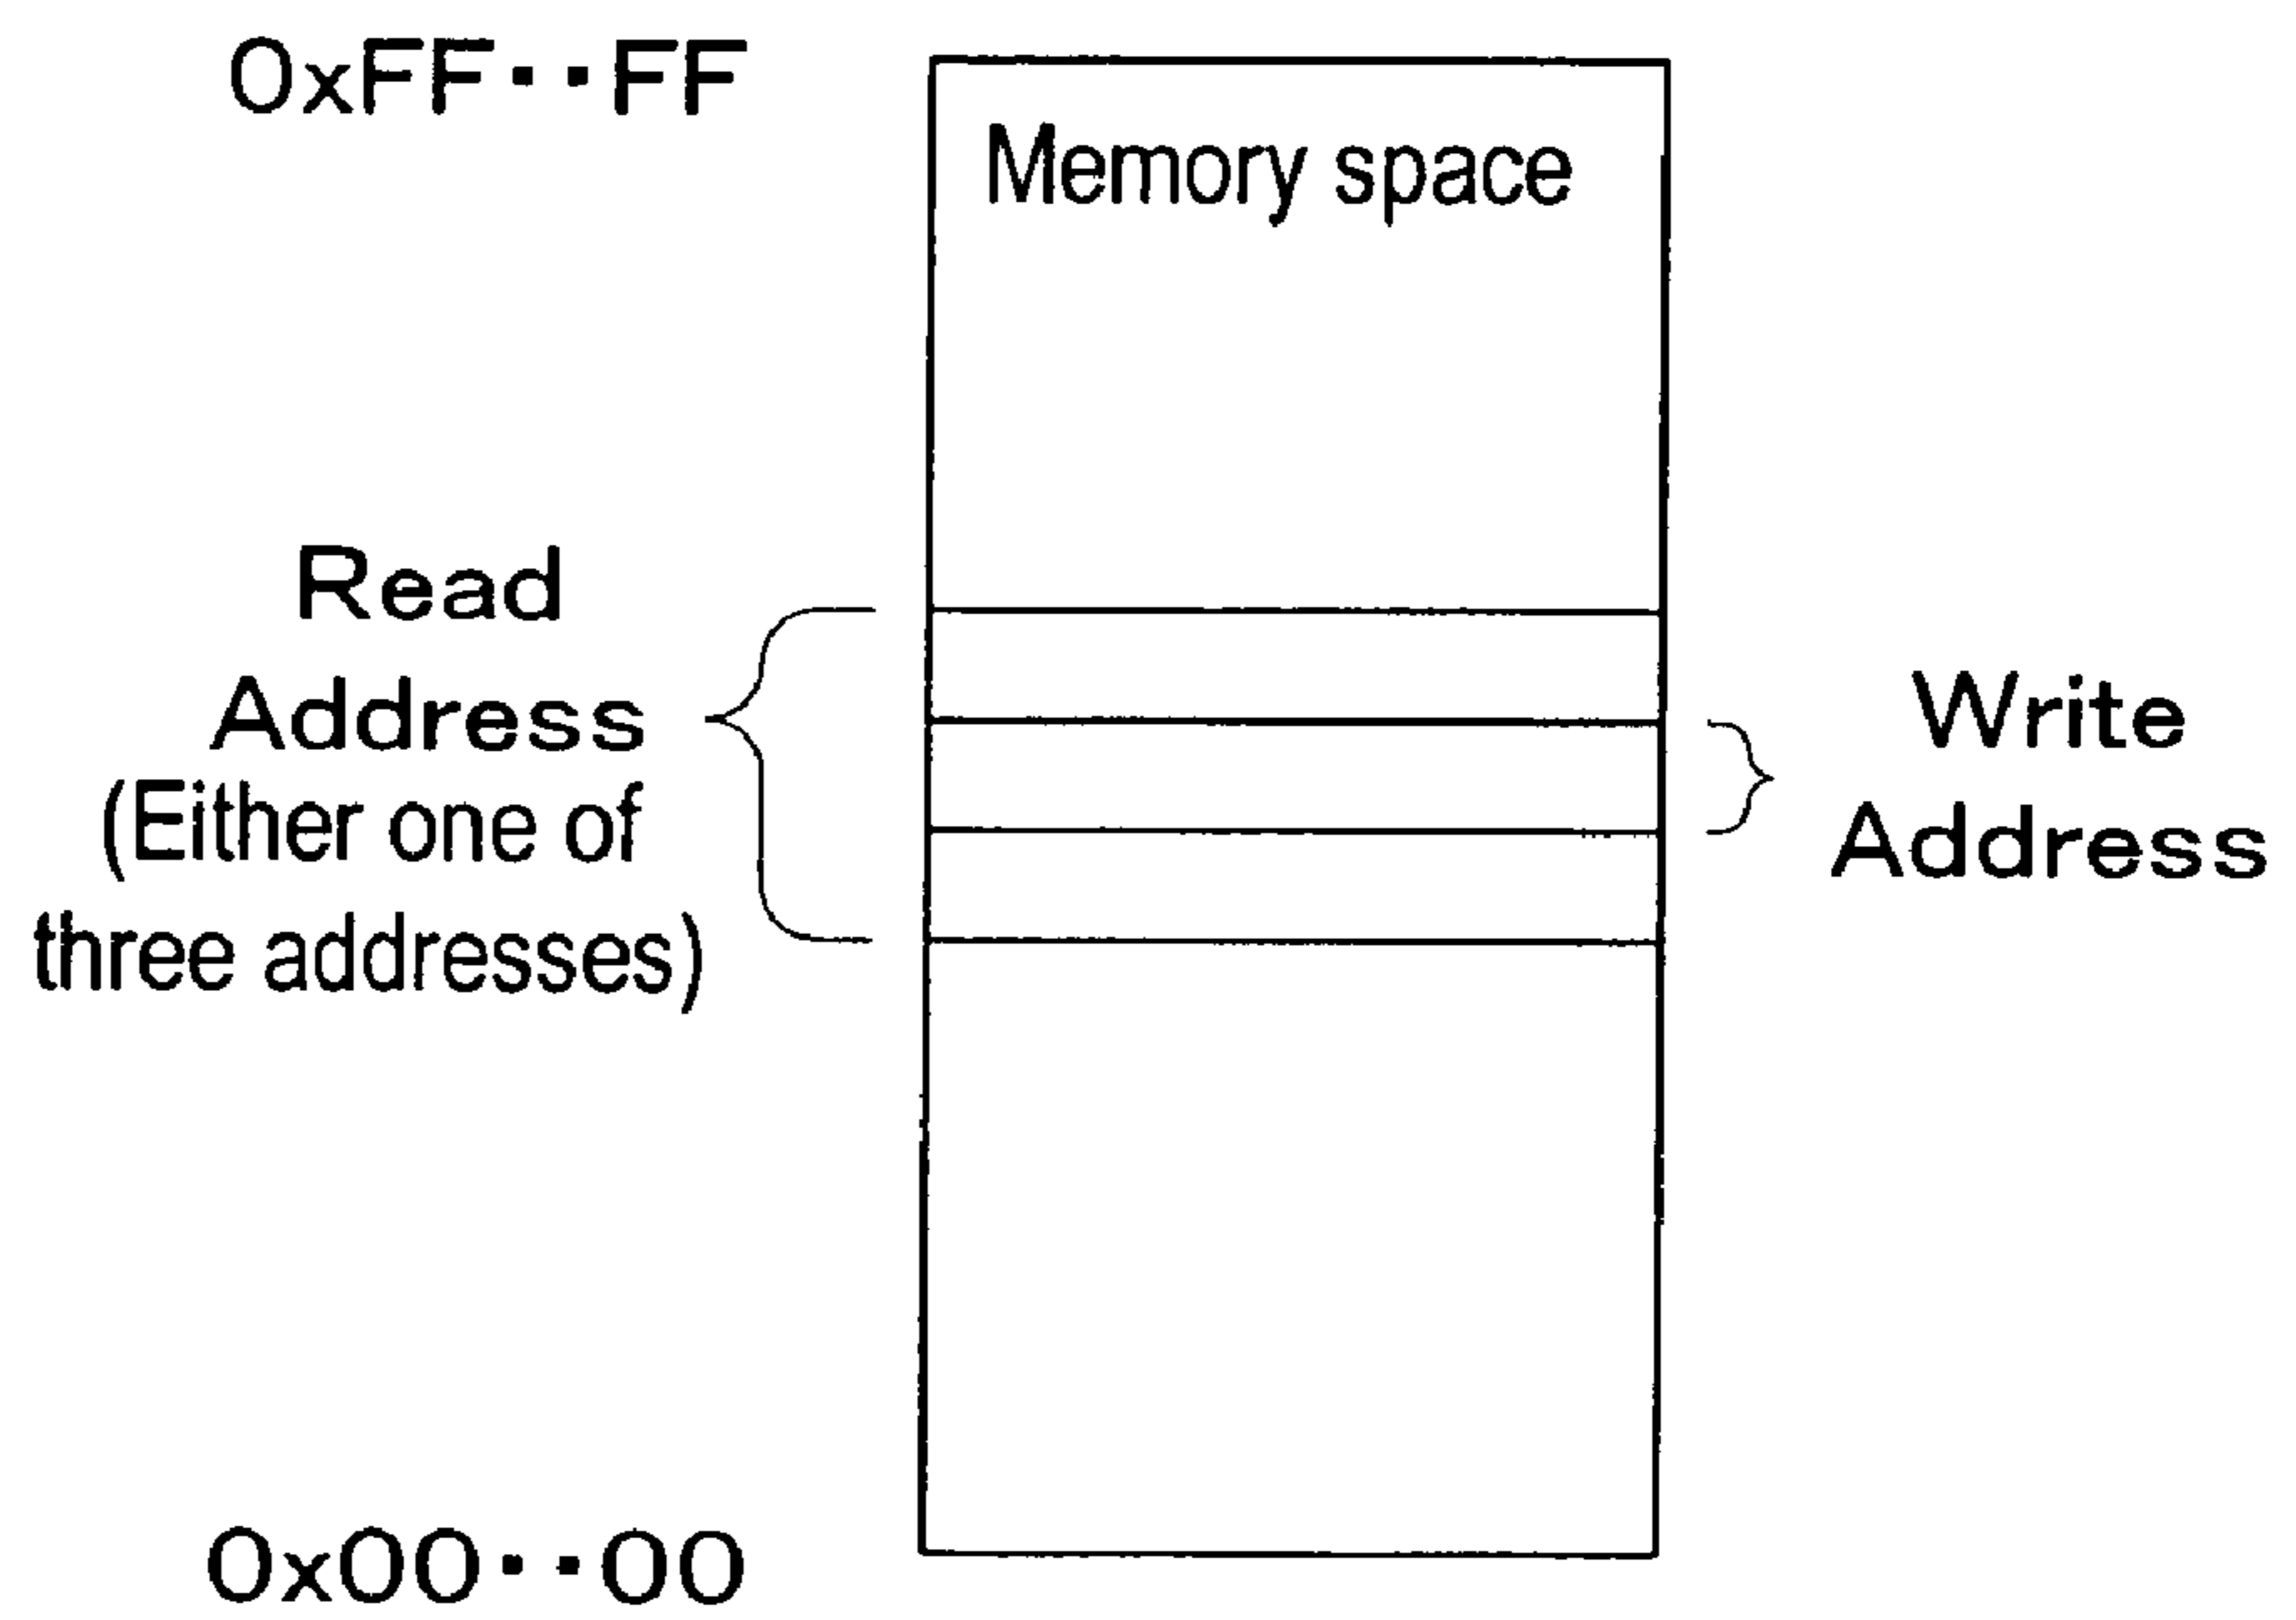 0xFF··FF
Memory space
Read
Address
(Either one of
three addresses)
Write
Address
0x00··00